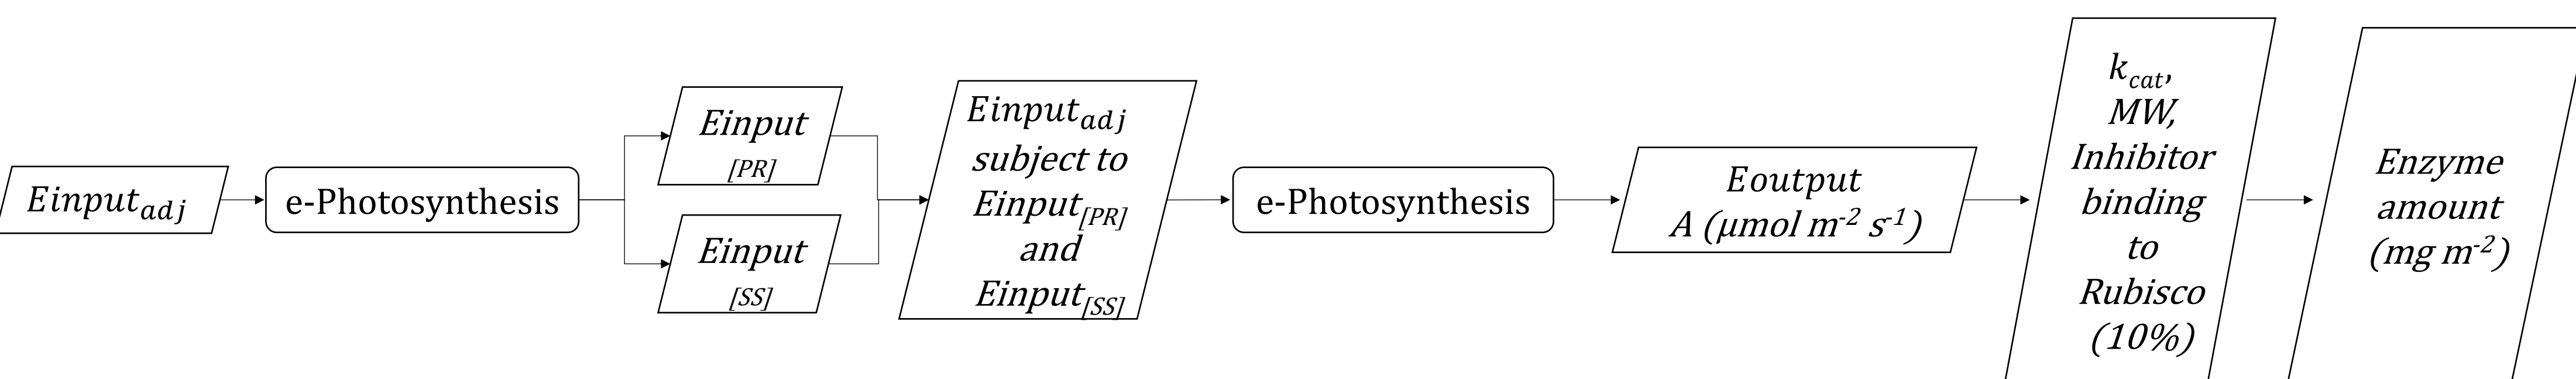 Einput_adj
e-Photosynthesis
Einput
[PR]
Einput
[SS]
Einput_adj
subject to
Einput[PR]
and
Einput[SS]
e-Photosynthesis
Eoutput
A (μmol m⁻² s⁻¹)
k_cat,
MW,
Inhibitor
binding
to
Rubisco
(10%)
Enzyme
amount
(mg m⁻²)